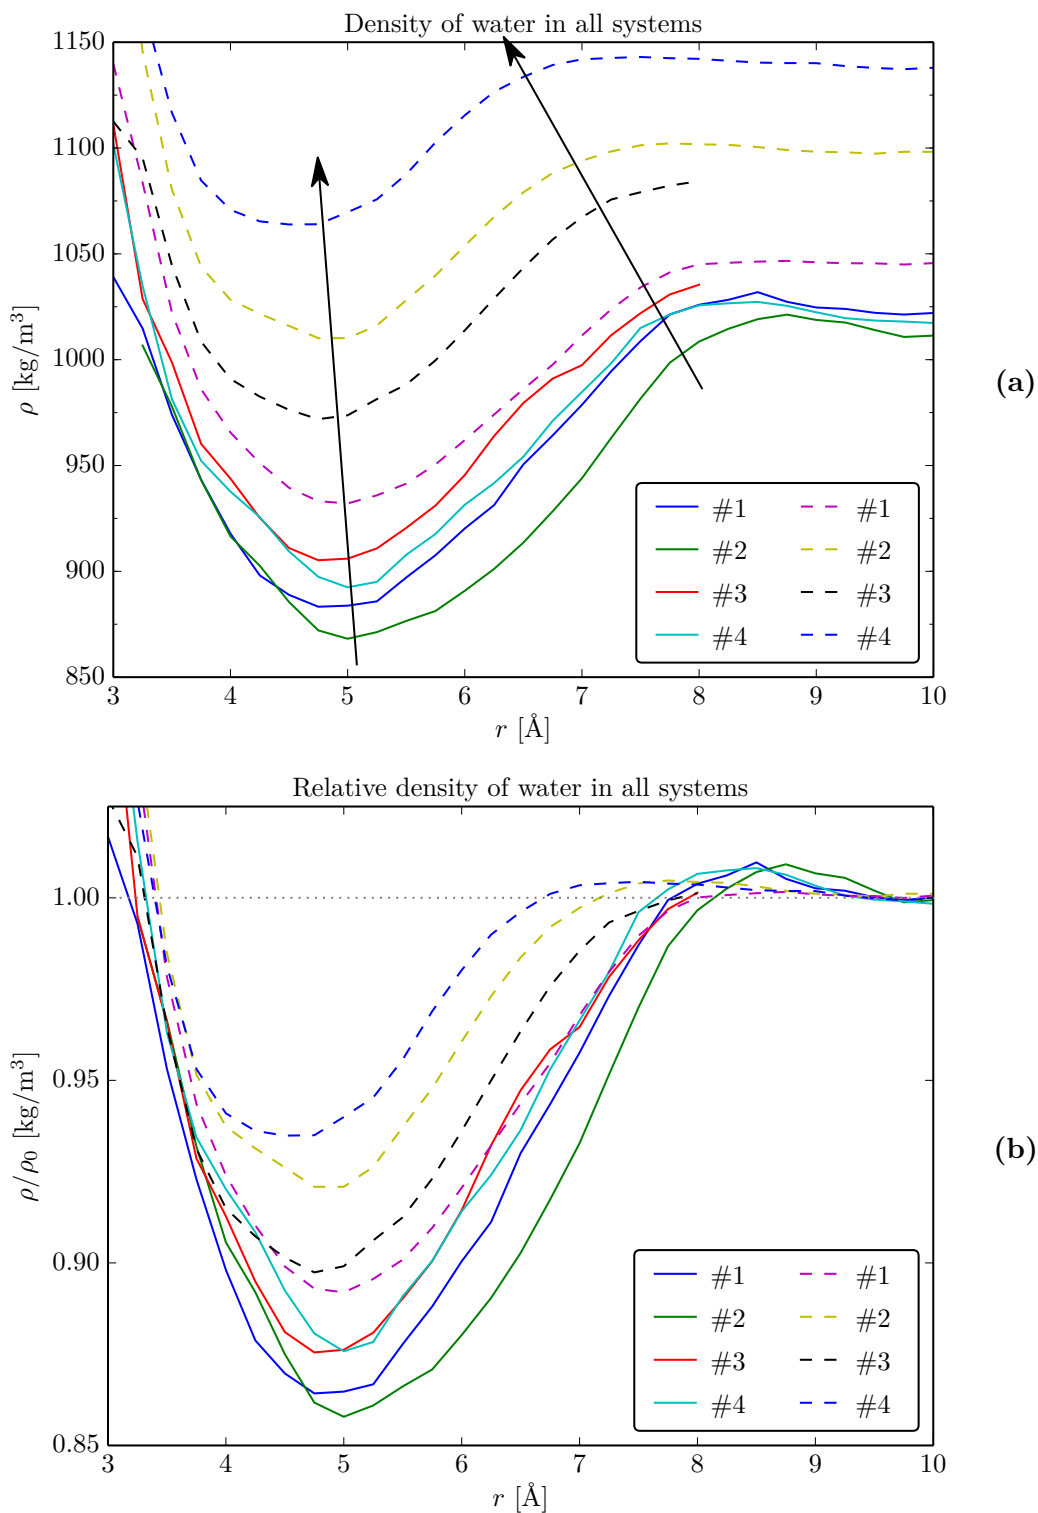 Density of water in all systems
1150
1100
1050
1000
950
900
850
ρ [kg/m³]
3 4 5 6 7 8 9 10
r [Å]
#1 #1
#2 #2
#3 #3
#4 #4
(a)
Relative density of water in all systems
1.00
0.95
0.90
0.85
ρ/ρ₀ [kg/m³]
3 4 5 6 7 8 9 10
r [Å]
#1 #1
#2 #2
#3 #3
#4 #4
(b)